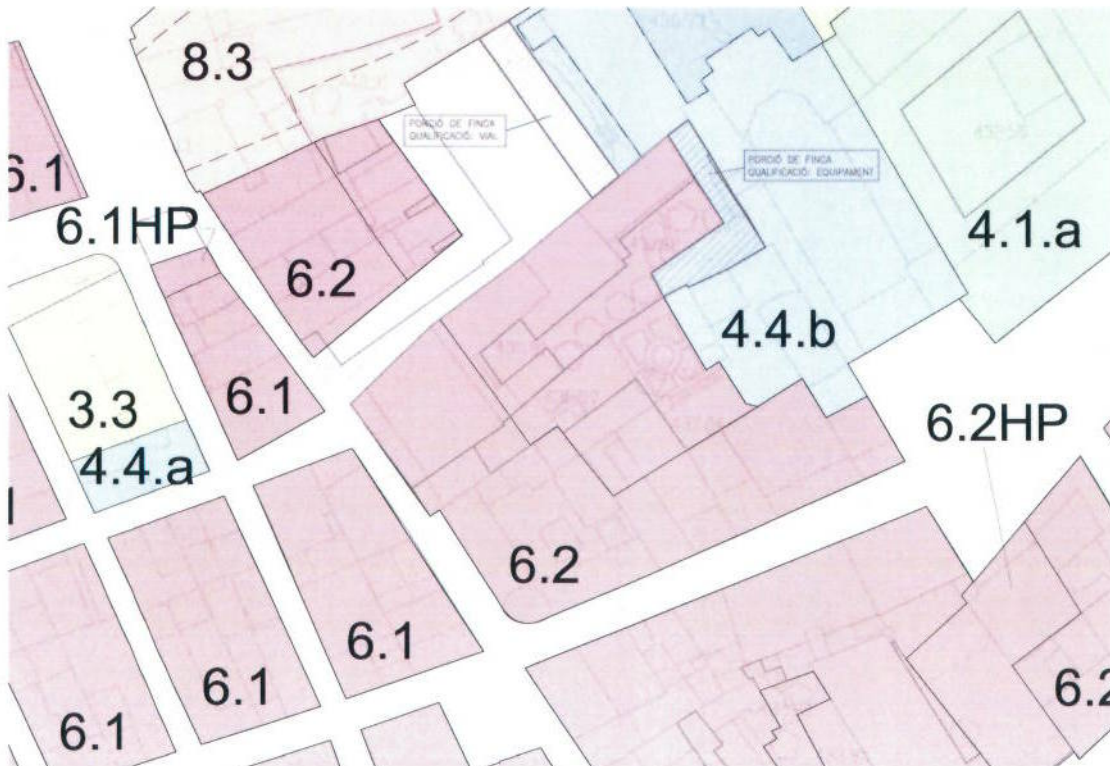 8.3
PORCIÓ DE FINCA
QUALIFICACIÓ: VIAL
PORCIÓ DE FINCA
QUALIFICACIÓ: EQUIPAMENT
6.1
6.1HP
4.1.a
6.2
4.4.b
3.3
6.1
6.2HP
4.4.a
6.2
6.1
6.1
6.2
6.1